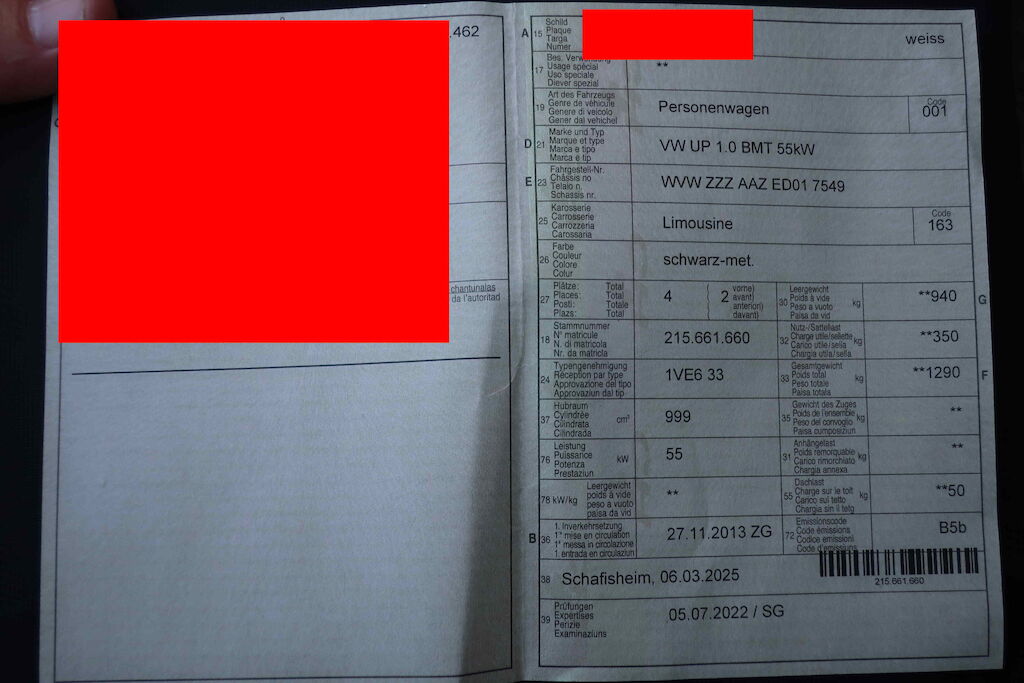 .462
chantunalas
da l'autoritad
A 15 Schild
Plaque
Targa
Numer
weiss
17 Bes. Verwendung
Usage spécial
Uso speciale
Diever spezial
**
19 Art des Fahrzeugs
Genre de véhicule
Genere di veicolo
Gener dal vehichel
Personenwagen
Code
001
D 21 Marke und Typ
Marque et type
Marca e tipo
Marca e tip
VW UP 1.0 BMT 55kW
E 23 Fahrgestell-Nr.
Châssis no
Telaio n.
Schassis nr.
WVW ZZZ AAZ ED01 7549
25 Karosserie
Carrosserie
Carrozzeria
Carossaria
Limousine
Code
163
26 Farbe
Couleur
Colore
Colur
schwarz-met.
27 Plätze: Total
Places: Total
Posti: Totale
Plazs: Total
4 ( 2 vorne)
avant)
anteriori)
davant)
30 Leergewicht
Poids à vide
Peso a vuoto
Paisa da vid
kg
**940
G
18 Stammnummer
N° matricule
N. di matricola
Nr. da matricla
215.661.660
32 Nutz-/Sattellast
Charge utile/sellette
Carico utile/sella
Chargia utila/sella
kg
**350
24 Typengenehmigung
Réception par type
Approvazione del tipo
Approvaziun dal tip
1VE6 33
33 Gesamtgewicht
Poids total
Peso totale
Paisa totala
kg
**1290
F
37 Hubraum
Cylindrée
Cilindrata
Cilindrada
cm³
999
35 Gewicht des Zuges
Poids de l'ensemble
Peso del convoglio
Paisa cumposiziun
kg
**
76 Leistung
Puissance
Potenza
Prestaziun
kW
55
31 Anhängelast
Poids remorquable
Carico rimorchiato
Chargia annexa
kg
**
78 kW/kg Leergewicht
poids à vide
peso a vuoto
paisa da vid
**
55 Dachlast
Charge sur le toit
Carico sul tetto
Chargia sin il tetg
kg
**50
B 36 1. Inverkehrsetzung
1re mise en circulation
1a messa in circolazione
1. entrada en circulaziun
27.11.2013 ZG
72 Emissionscode
Code émissions
Codice emissioni
Code d'emissiuns
B5b
38 Schafisheim, 06.03.2025
215.661.660
39 Prüfungen
Expertises
Perizie
Examinaziuns
05.07.2022 / SG